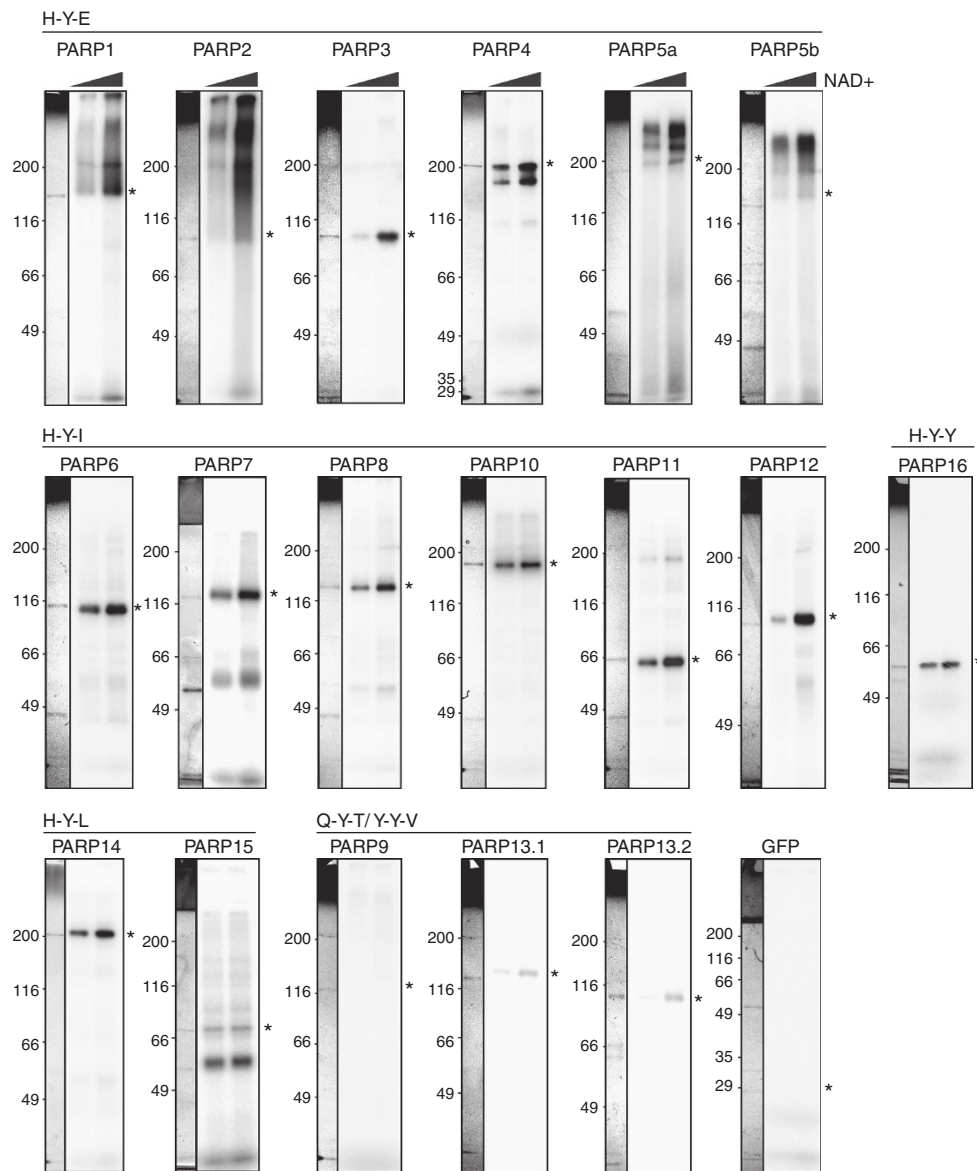 H-Y-E
PARP1 PARP2 PARP3 PARP4 PARP5a PARP5b
NAD+
200 200 200 200 200 200
* * * * * *
116 116 116 116 116 116
66 66 66 66 66 66
49 49 49 49 49 49
35
29
H-Y-I H-Y-Y
PARP6 PARP7 PARP8 PARP10 PARP11 PARP12 PARP16
200 200 200 200 200 200 200
* * * * * * *
116 116 116 116 116 116 116
66 66 66 66 66 66 66
49 49 49 49 49 49 49
H-Y-L Q-Y-T/Y-Y-V
PARP14 PARP15 PARP9 PARP13.1 PARP13.2 GFP
200 200 200 200 200 200
* * * * * *
116 116 116 116 116 116
66 66 66 66 66 66
49 49 49 49 49 49
35
29